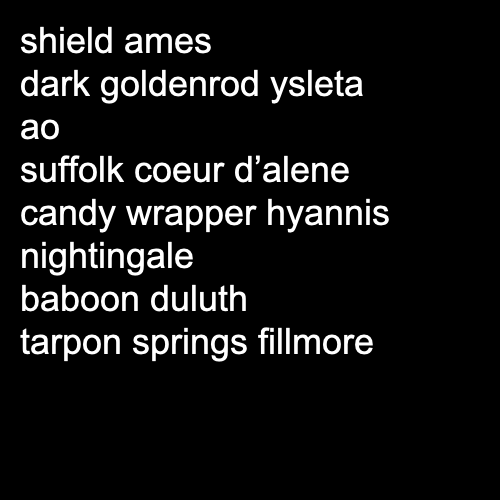 shield ames
dark goldenrod ysleta
ao
suffolk coeur d’alene
candy wrapper hyannis
nightingale
baboon duluth
tarpon springs fillmore